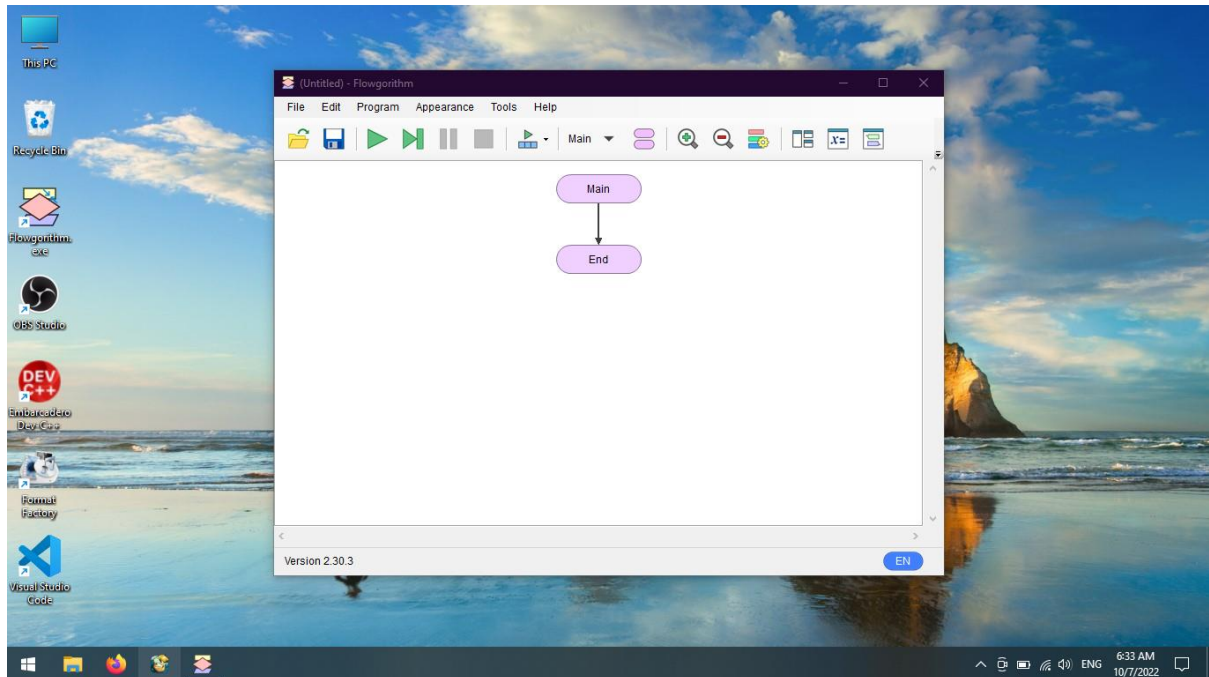 This PC
Recycle Bin
Flowgorithm.
exe
OBS Studio
DEV
C++
Embarcadero
Dev-C++
Format
Factory
Visual Studio
Code
(Untitled) - Flowgorithm
File Edit Program Appearance Tools Help
Main
x=
Main
End
Version 2.30.3
EN
ENG
6:33 AM
10/7/2022